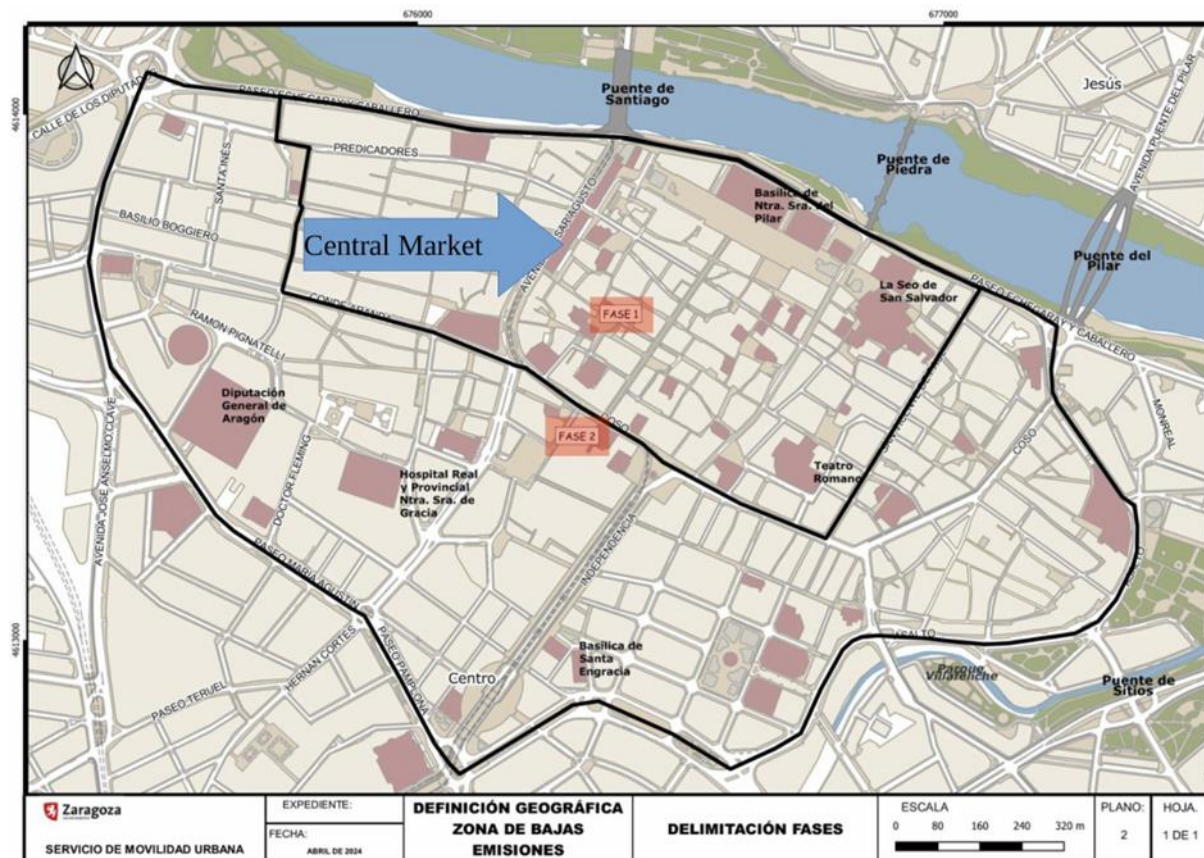 676000
677000
4614000
4613000
CALLE DE LOS DIPUTAD
PASEO ECHEGARAY Y CABALLERO
Puente de
Santiago
Jesús
AVENIDA PUENTE DEL PILAR
SANTA INES
PREDICADORES
Puente de
Piedra
Basílica de
Ntra. Sra. del
Pilar
BASILIO BOGGIERO
Central Market
SAR AGUSTO
AVEN
Puente del
Pilar
La Seo de
San Salvador
PASEO ECHEGARAY Y CABALLERO
CONDE ARANDA
FASE 1
RAMON PIGNATELLI
Diputación
General de
Aragón
COSO
FASE 2
COSO
MONREAL
AVENIDA JOSE ANSELMO CLAVE
DOCTOR FLEMING
Hospital Real
y Provincial
Ntra. Sra. de
Gracia
Teatro
Romano
INDEPENDENCIA
PASEO MARIA AGUSTIN
ASALTO
ASALTO
PASEO PAMPLONA
HERNAN CORTES
PASEO TERUEL
Centro
Basílica de
Santa
Engracia
Parque
Puente de
Sitios
Zaragoza
SERVICIO DE MOVILIDAD URBANA
EXPEDIENTE:
FECHA:
ABRIL DE 2024
DEFINICIÓN GEOGRÁFICA
ZONA DE BAJAS
EMISIONES
DELIMITACIÓN FASES
ESCALA
0 80 160 240 320 m
PLANO:
2
HOJA.
1 DE 1